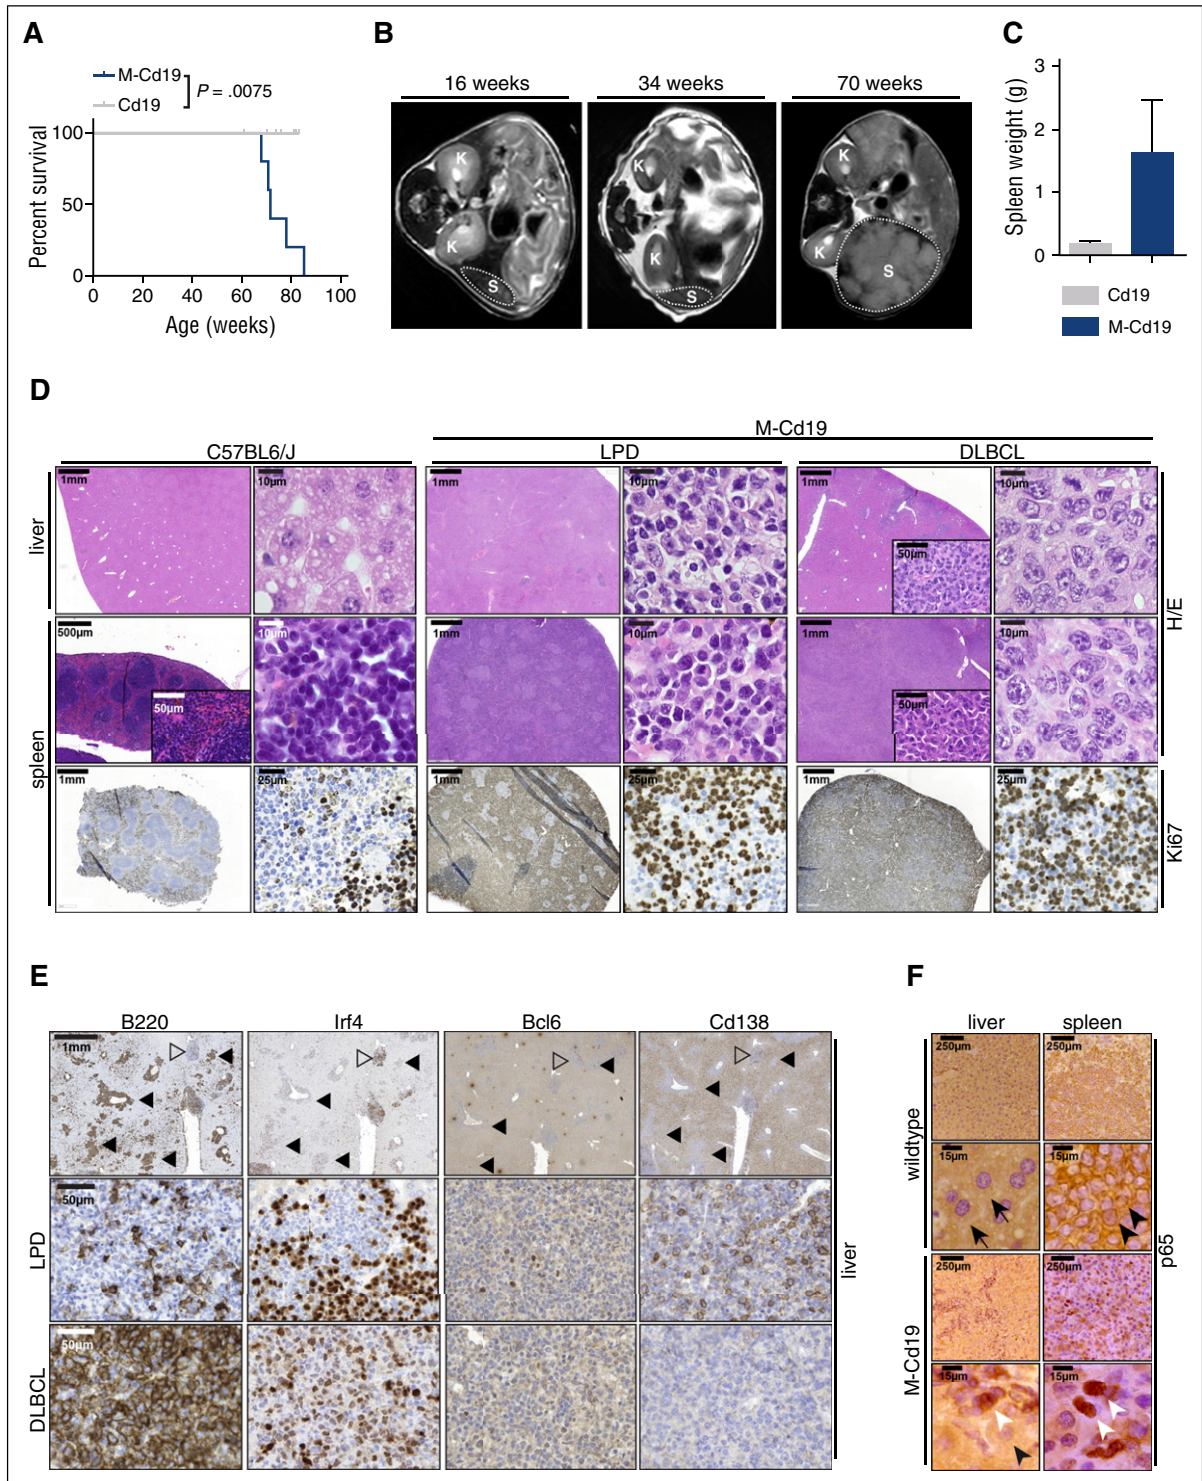 A
M-Cd19
Cd19
P = .0075
Percent survival
100
50
0
0 20 40 60 80 100
Age (weeks)
B
16 weeks 34 weeks 70 weeks
K K S
K K S
K K S
C
Spleen weight (g)
3
2
1
0
Cd19
M-Cd19
D
M-Cd19
C57BL6/J LPD DLBCL
liver
1mm 10µm 1mm 10µm 1mm 50µm 10µm
H/E
spleen
500µm 50µm 10µm 1mm 10µm 1mm 50µm 10µm
1mm 25µm 1mm 25µm 1mm 25µm
Ki67
E
B220 Irf4 Bcl6 Cd138
1mm
LPD
50µm
DLBCL
50µm
liver
F
liver spleen
wildtype
250µm 250µm
15µm 15µm
M-Cd19
250µm 250µm
15µm 15µm
p65